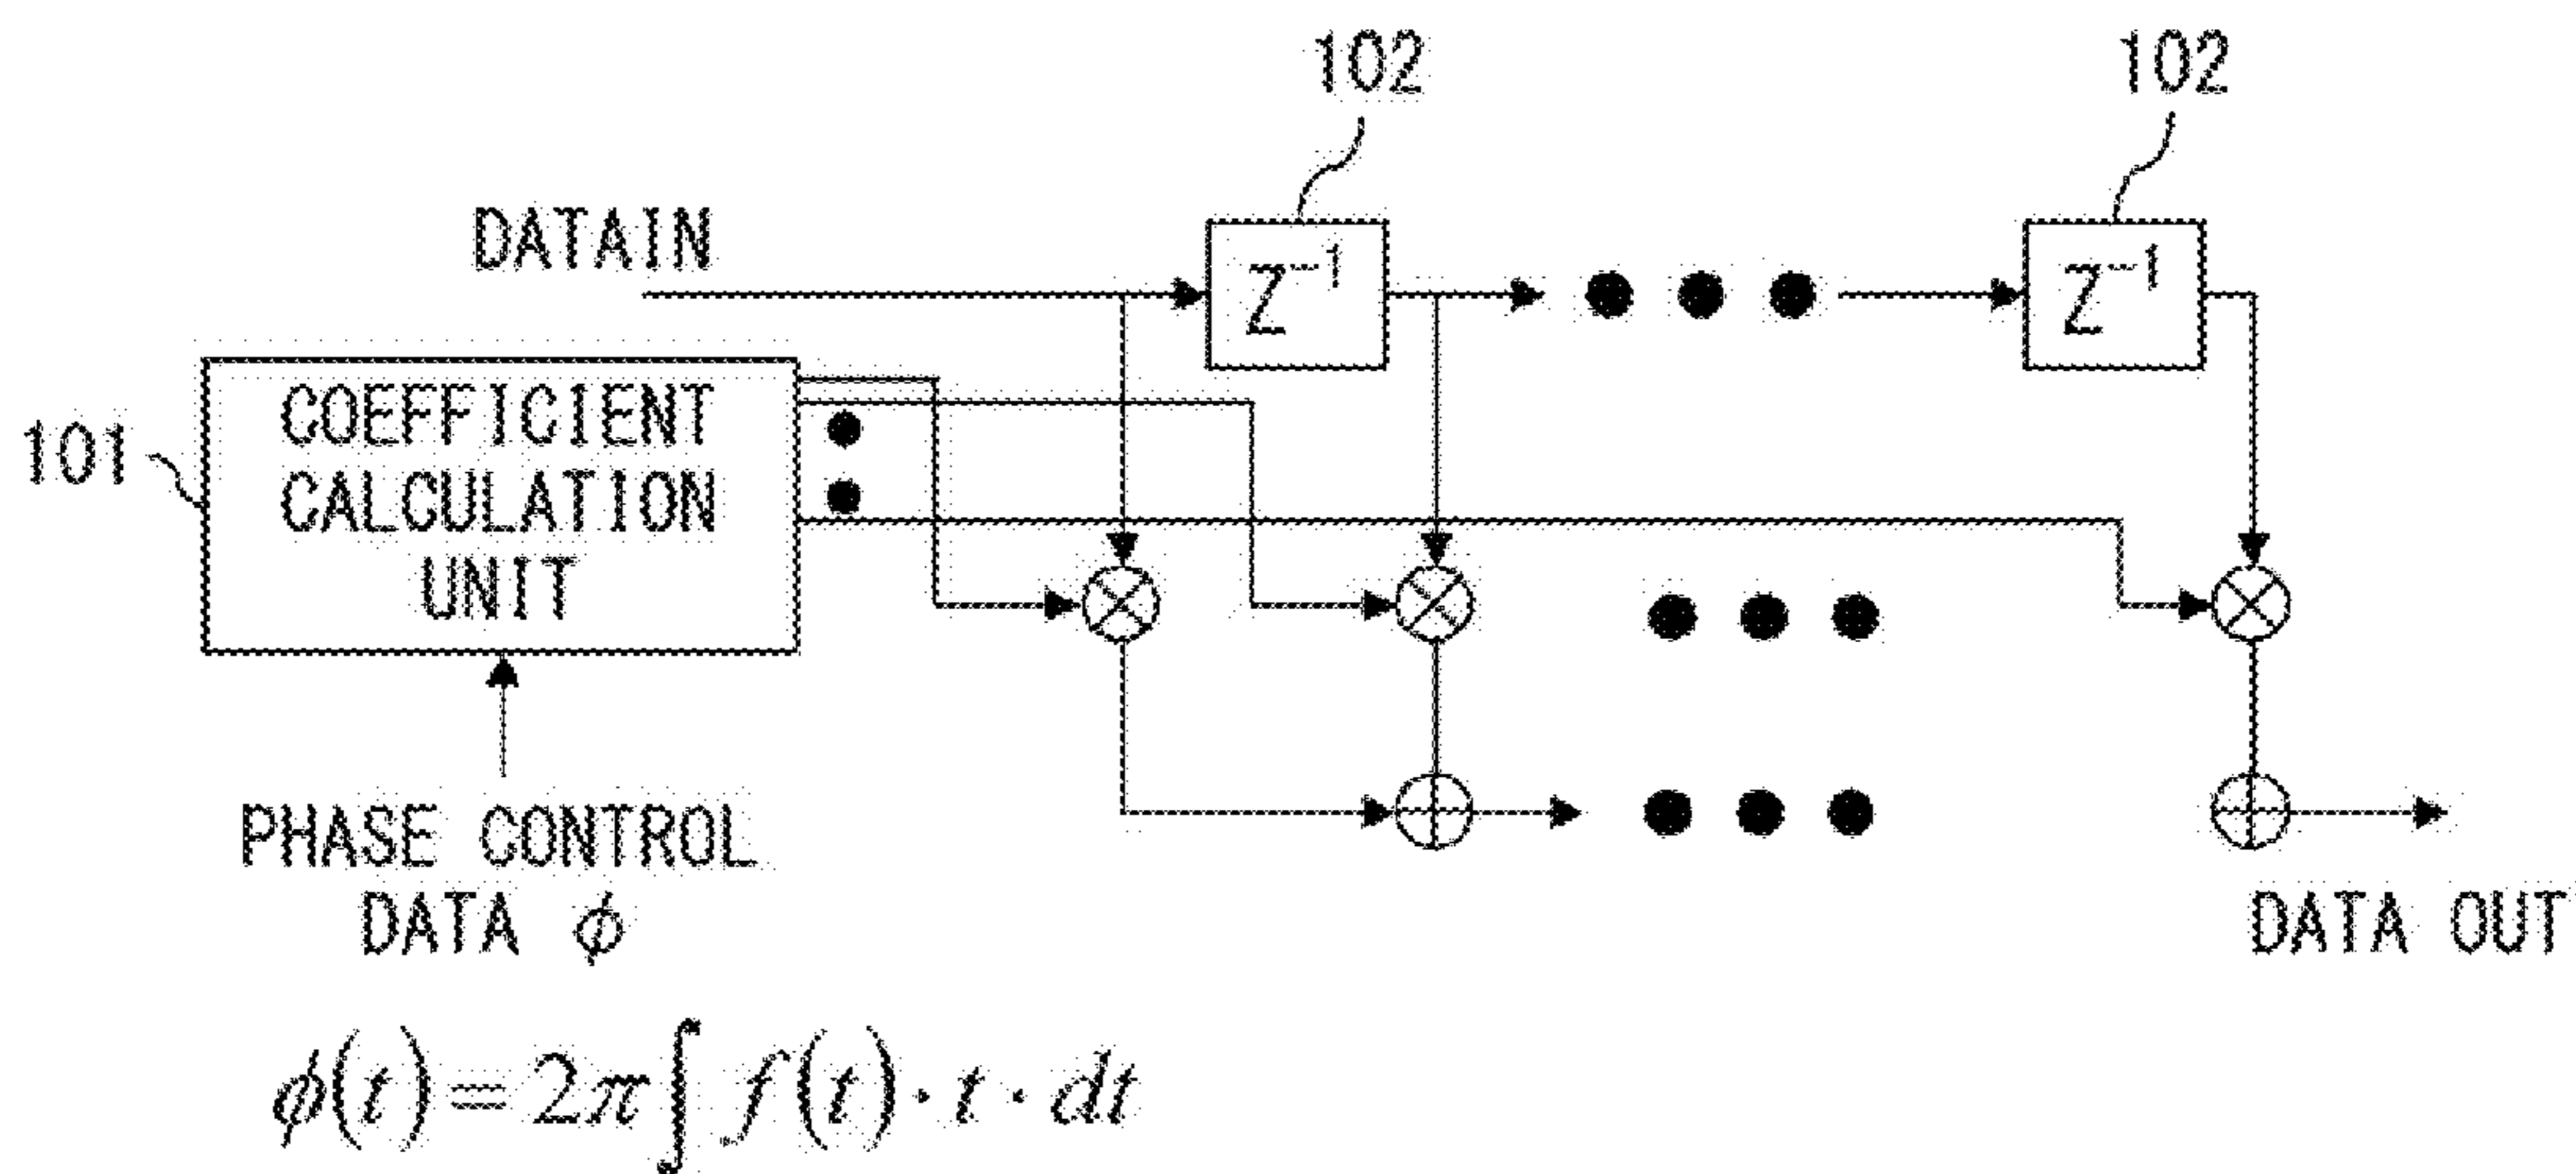 102
102
DATAIN
Z⁻¹
Z⁻¹
101
COEFFICIENT
CALCULATION
UNIT
PHASE CONTROL
DATA ϕ
DATA OUT
ϕ(t) = 2π∫ f(t)· t · dt